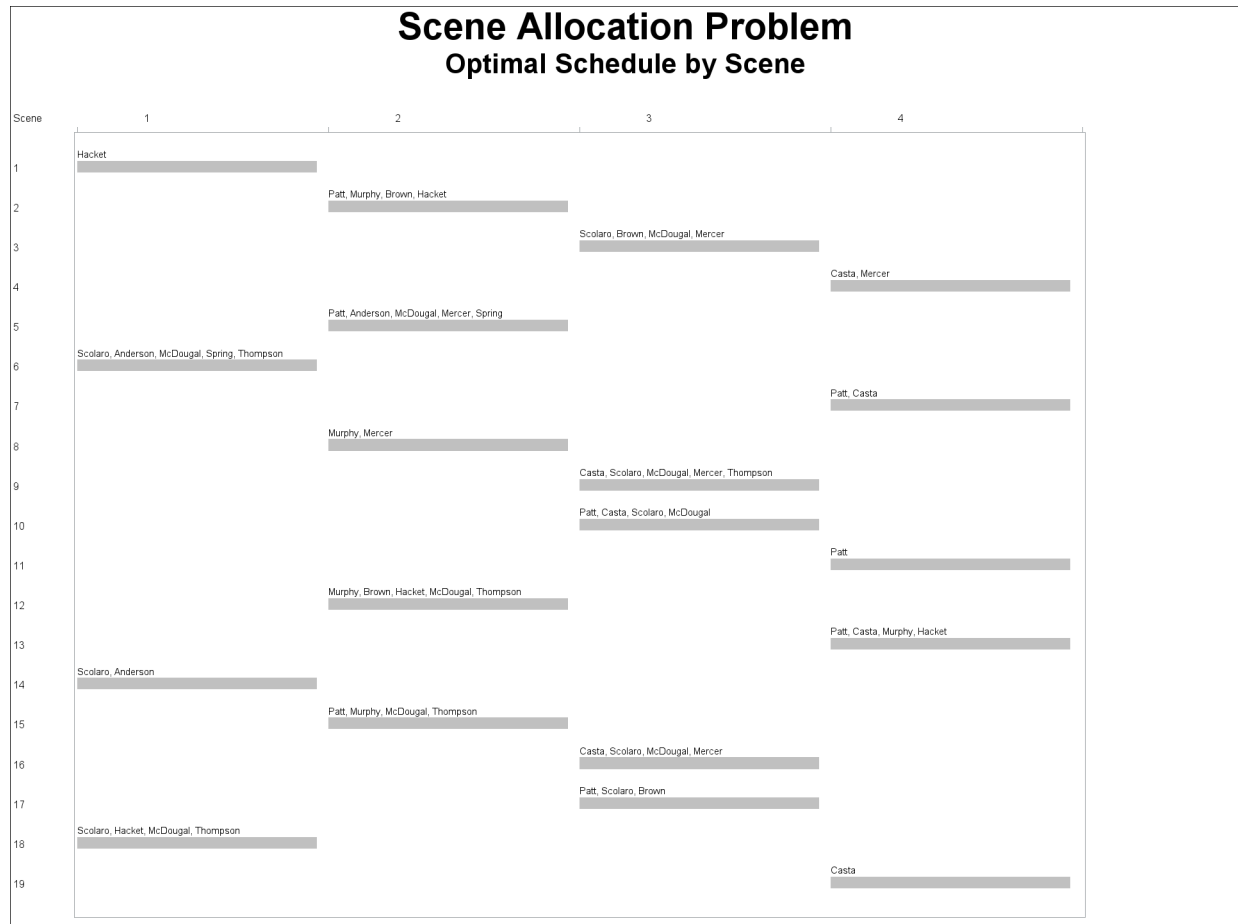 Scene Allocation Problem
Optimal Schedule by Scene
Scene 1 2 3 4
Hacket
1
Patt, Murphy, Brown, Hacket
2
Scolaro, Brown, McDougal, Mercer
3
Casta, Mercer
4
Patt, Anderson, McDougal, Mercer, Spring
5
Scolaro, Anderson, McDougal, Spring, Thompson
6
Patt, Casta
7
Murphy, Mercer
8
Casta, Scolaro, McDougal, Mercer, Thompson
9
Patt, Casta, Scolaro, McDougal
10
Patt
11
Murphy, Brown, Hacket, McDougal, Thompson
12
Patt, Casta, Murphy, Hacket
13
Scolaro, Anderson
14
Patt, Murphy, McDougal, Thompson
15
Casta, Scolaro, McDougal, Mercer
16
Patt, Scolaro, Brown
17
Scolaro, Hacket, McDougal, Thompson
18
Casta
19